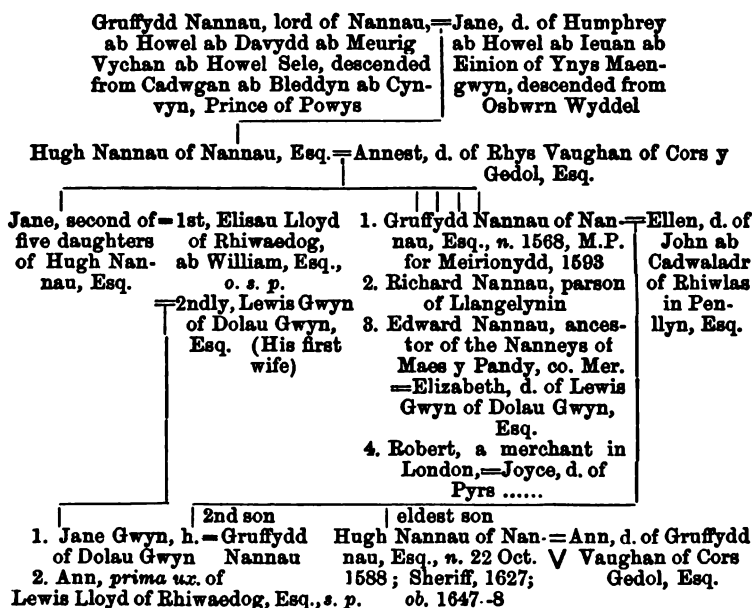 Gruffydd Nannau, lord of Nannau,=Jane, d. of Humphrey
ab Howel ab Davydd ab Meurig ab Howel ab Ieuan ab
Vychan ab Howel Sele, descended Einion of Ynys Maen-
from Cadwgan ab Bleddyn ab Cyn- gwyn, descended from
vyn, Prince of Powys Osbwrn Wyddel
Hugh Nannau of Nannau, Esq.=Annest, d. of Rhys Vaughan of Cors y
Gedol, Esq.
Jane, second of=1st, Elisau Lloyd
five daughters of Rhiwaedog,
of Hugh Nan- ab William, Esq.,
nau, Esq. o. s. p.
=2ndly, Lewis Gwyn
of Dolau Gwyn,
Esq. (His first
wife)
1. Gruffydd Nannau of Nan-=Ellen, d. of
nau, Esq., n. 1568, M.P. John ab
for Meirionydd, 1593 Cadwaladr
2. Richard Nannau, parson of Rhiwlas
of Llangelynin in Pen-
3. Edward Nannau, ances- llyn, Esq.
tor of the Nanneys of
Maes y Pandy, co. Mer.
=Elizabeth, d. of Lewis
Gwyn of Dolau Gwyn,
Esq.
4. Robert, a merchant in
London,=Joyce, d. of
Pyrs ......
2nd son eldest son
1. Jane Gwyn, h.=Gruffydd Hugh Nannau of Nan-=Ann, d. of Gruffydd
of Dolau Gwyn Nannau nau, Esq., n. 22 Oct. V Vaughan of Cors
2. Ann, prima ux. of 1588; Sheriff, 1627; Gedol, Esq.
Lewis Lloyd of Rhiwaedog, Esq., s. p. ob. 1647-8